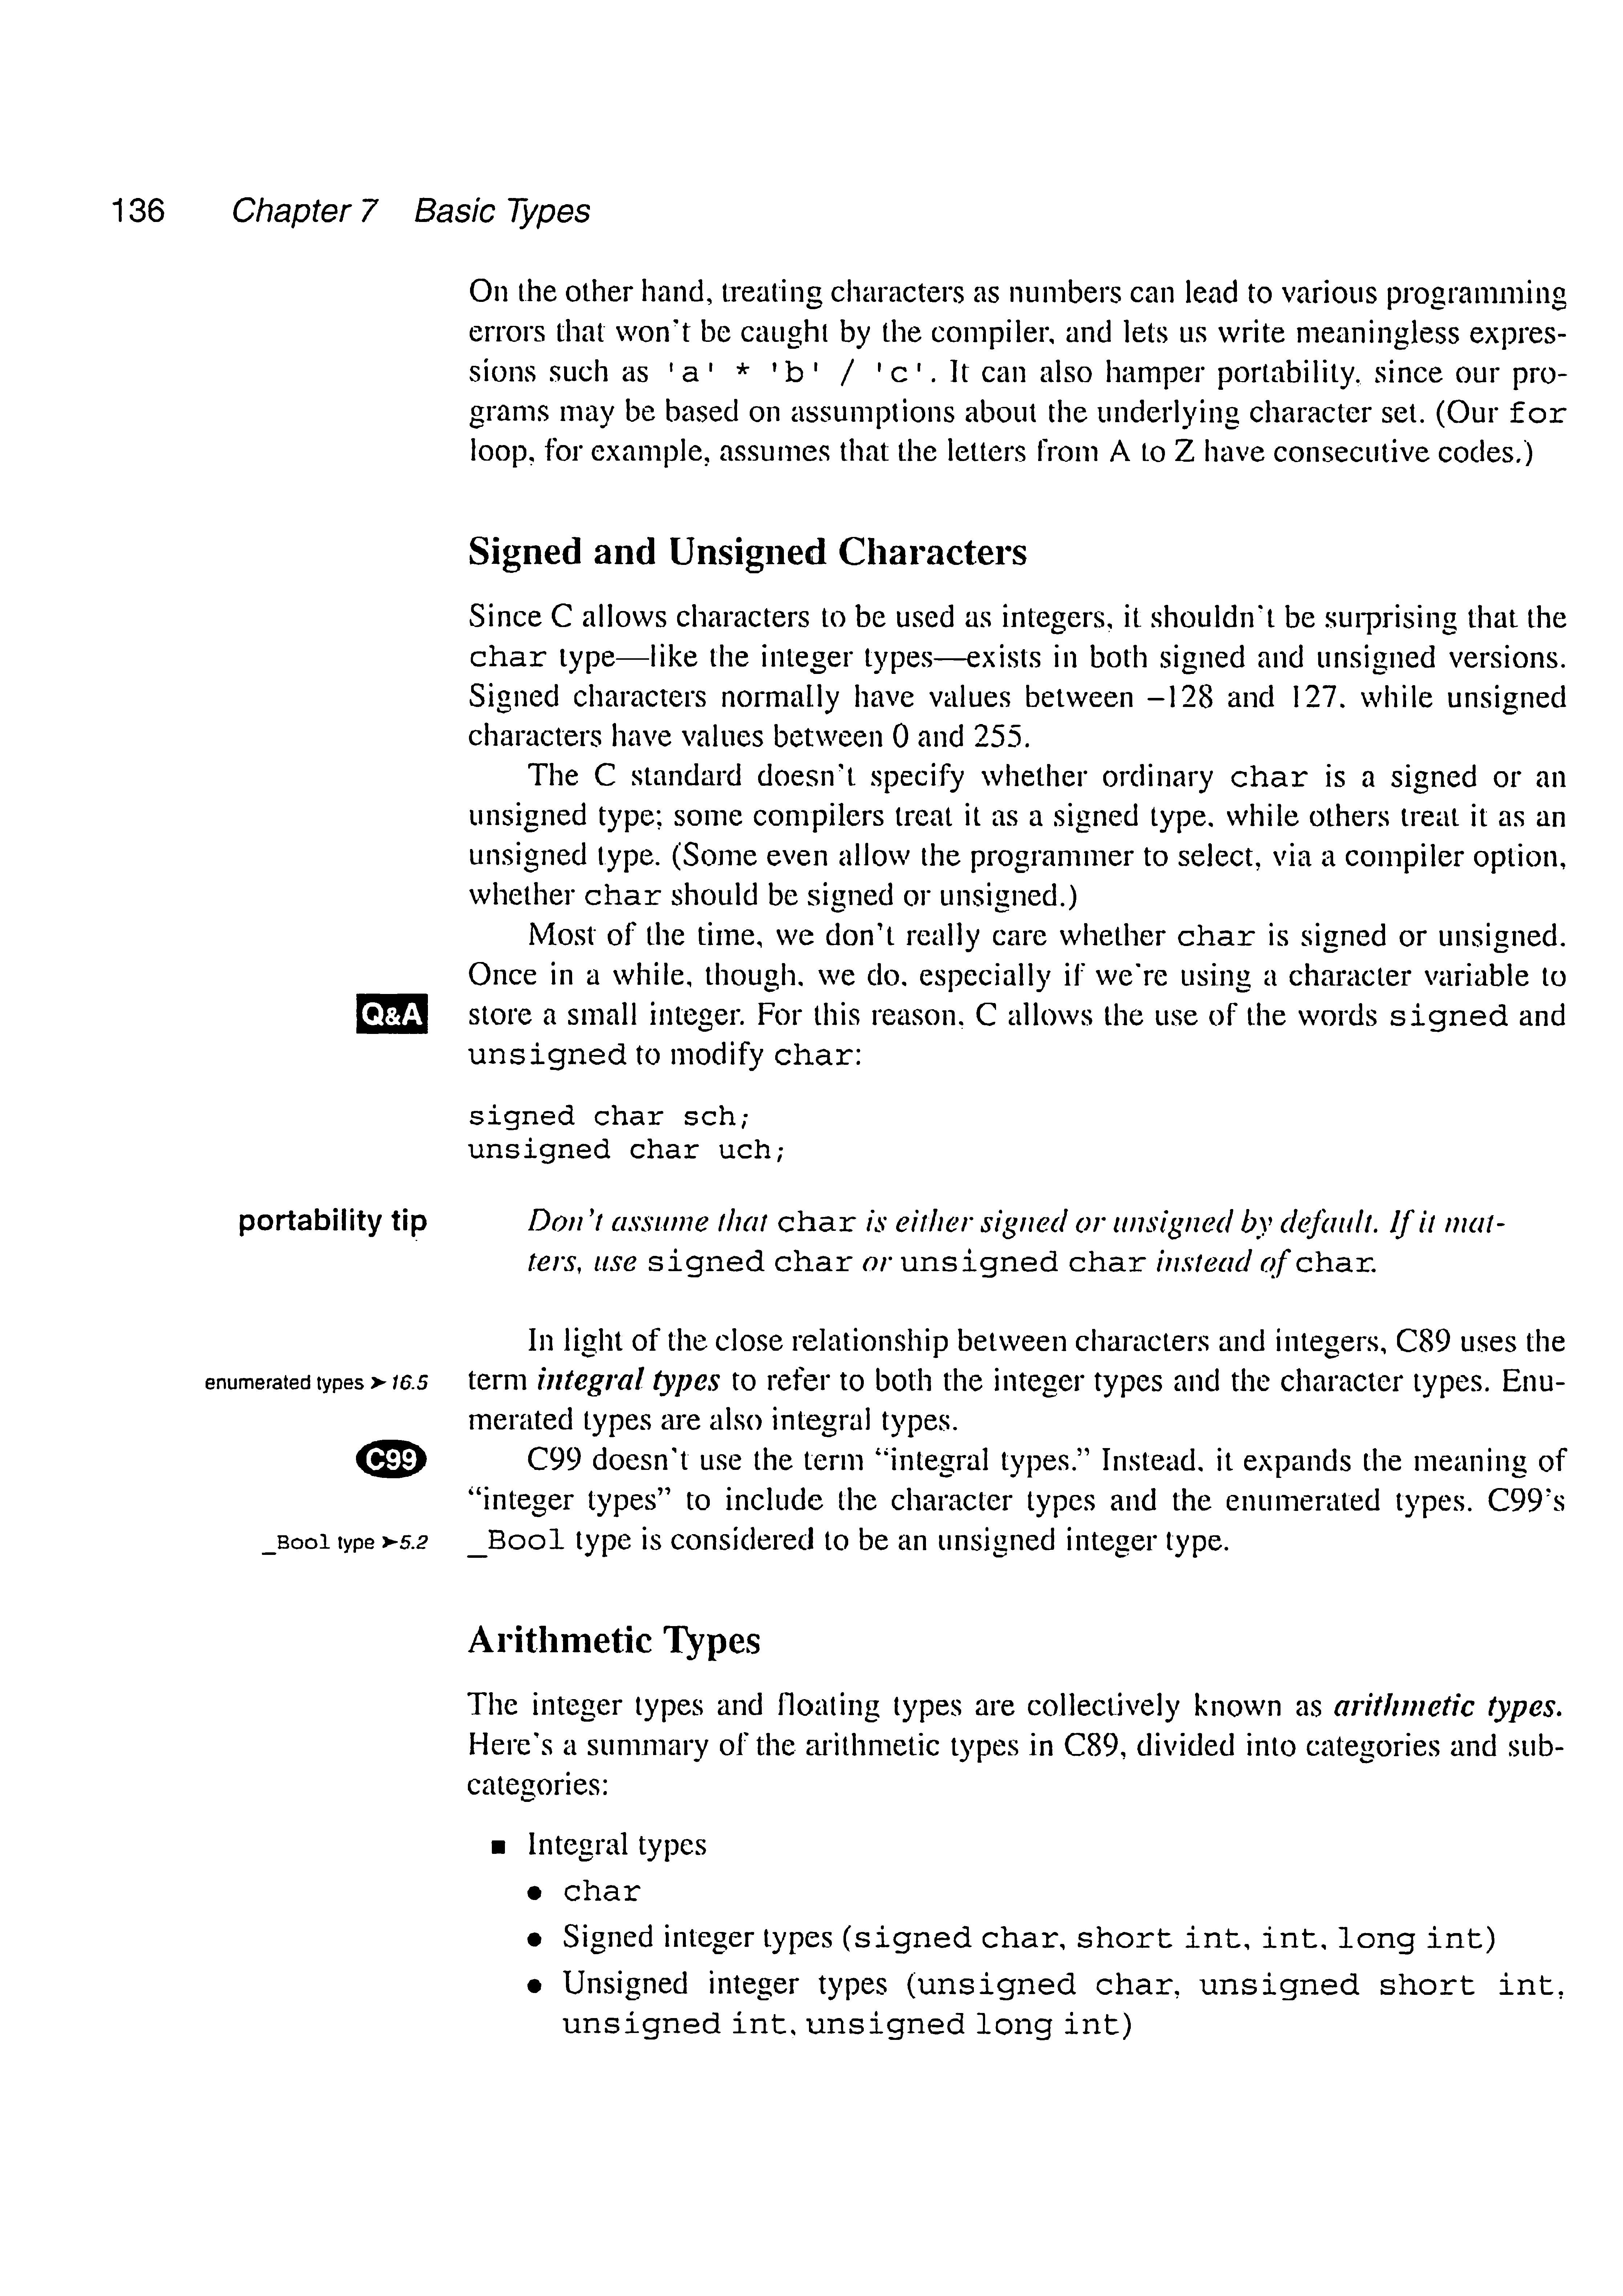 136 Chapter 7 Basic Types
On the other hand, treating characters as numbers can lead to various programming
errors that won't be caught by the compiler, and lets us write meaningless expres-
sions such as 'a' * 'b' / 'c'. It can also hamper portability, since our pro-
grams may be based on assumptions about the underlying character set. (Our for
loop, for example, assumes that the letters from A to Z have consecutive codes.)
Signed and Unsigned Characters
Since C allows characters to be used as integers, it shouldn't be surprising that the
char type—like the integer types—exists in both signed and unsigned versions.
Signed characters normally have values between –128 and 127, while unsigned
characters have values between 0 and 255.
The C standard doesn't specify whether ordinary char is a signed or an
unsigned type; some compilers treat it as a signed type, while others treat it as an
unsigned type. (Some even allow the programmer to select, via a compiler option,
whether char should be signed or unsigned.)
Most of the time, we don't really care whether char is signed or unsigned.
Once in a while, though, we do, especially if we're using a character variable to
Q&A store a small integer. For this reason, C allows the use of the words signed and
unsigned to modify char:
signed char sch;
unsigned char uch;
portability tip Don't assume that char is either signed or unsigned by default. If it mat-
ters, use signed char or unsigned char instead of char.
In light of the close relationship between characters and integers, C89 uses the
enumerated types ➤ 16.5 term integral types to refer to both the integer types and the character types. Enu-
merated types are also integral types.
C99 C99 doesn't use the term “integral types.” Instead, it expands the meaning of
“integer types” to include the character types and the enumerated types. C99's
_Bool type ➤ 5.2 _Bool type is considered to be an unsigned integer type.
Arithmetic Types
The integer types and floating types are collectively known as arithmetic types.
Here's a summary of the arithmetic types in C89, divided into categories and sub-
categories:
■ Integral types
● char
● Signed integer types (signed char, short int, int, long int)
● Unsigned integer types (unsigned char, unsigned short int,
unsigned int, unsigned long int)